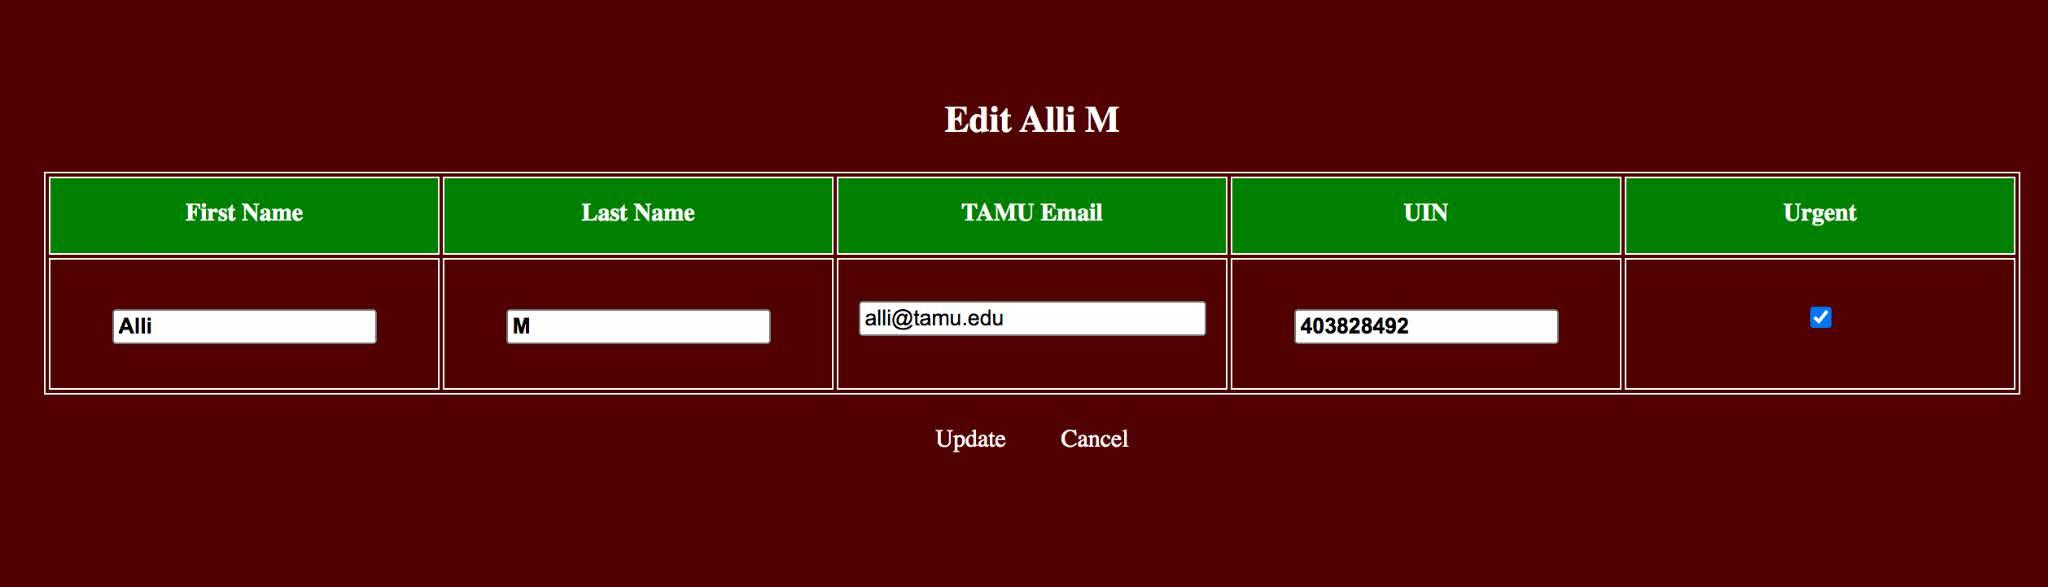 Edit Alli M
First Name Last Name TAMU Email UIN Urgent
Alli M alli@tamu.edu 403828492
Update Cancel